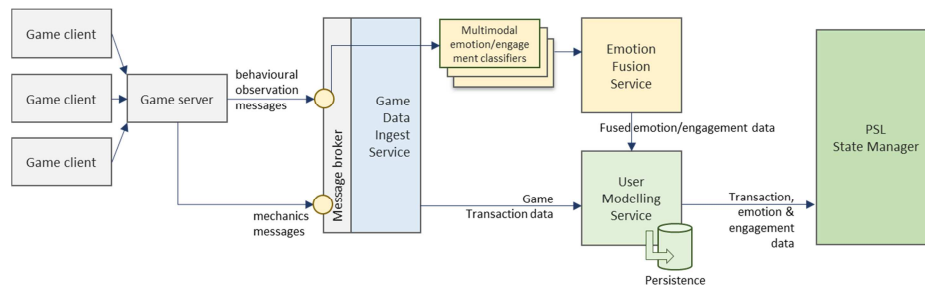 Game client
Game client
Game client
Game server
behavioural
observation
messages
mechanics
messages
Message broker
Game
Data
Ingest
Service
Multimodal
emotion/engage
ment classifiers
Emotion
Fusion
Service
Fused emotion/engagement data
Game
Transaction data
User
Modelling
Service
Persistence
Transaction,
emotion &
engagement
data
PSL
State Manager